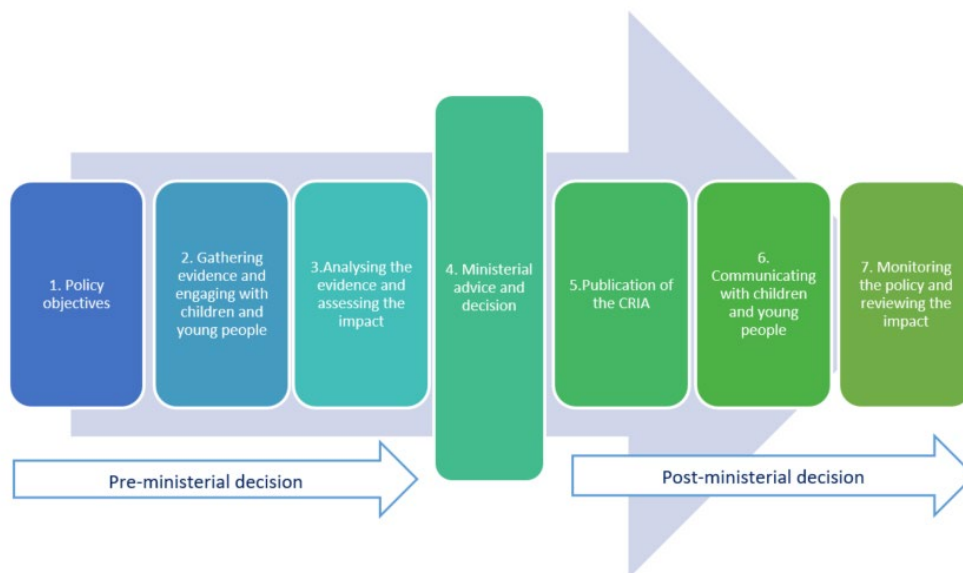 1. Policy
objectives
2. Gathering
evidence and
engaging with
children and
young people
3.Analysing the
evidence and
assessing the
impact
4. Ministerial
advice and
decision
5.Publication of
the CRIA
6.
Communicating
with children
and young
people
7. Monitoring
the policy and
reviewing the
impact
Pre-ministerial decision
Post-ministerial decision